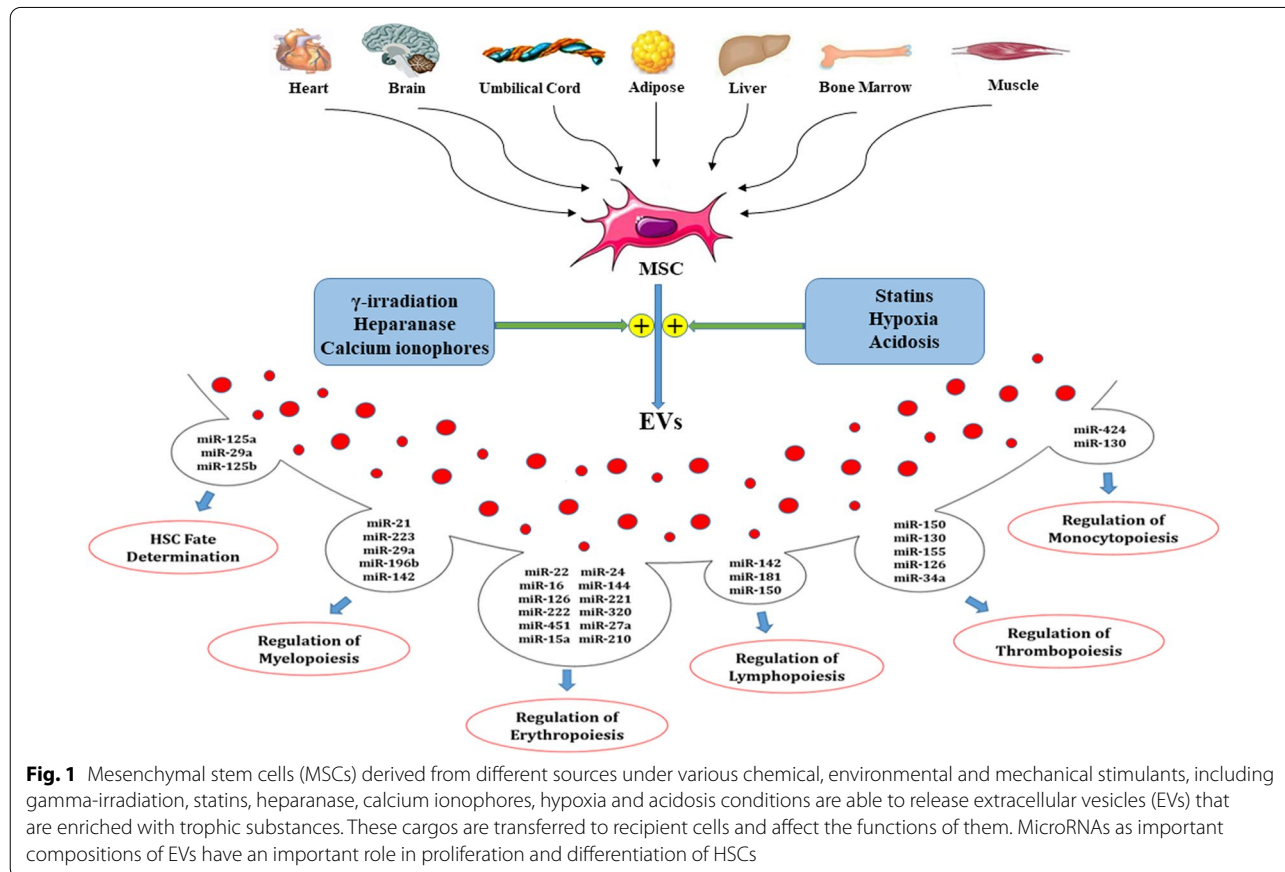 Heart
Brain
Umbilical Cord
Adipose
Liver
Bone Marrow
Muscle
MSC
γ-irradiation
Heparanase
Calcium ionophores
+
+
Statins
Hypoxia
Acidosis
EVs
miR-125a
miR-29a
miR-125b
HSC Fate
Determination
miR-21
miR-223
miR-29a
miR-196b
miR-142
Regulation of
Myelopoiesis
miR-22 miR-24
miR-16 miR-144
miR-126 miR-221
miR-222 miR-320
miR-451 miR-27a
miR-15a miR-210
Regulation of
Erythropoiesis
miR-142
miR-181
miR-150
Regulation of
Lymphopoiesis
miR-150
miR-130
miR-155
miR-126
miR-34a
Regulation of
Thrombopoiesis
miR-424
miR-130
Regulation of
Monocytopoiesis
Fig. 1 Mesenchymal stem cells (MSCs) derived from different sources under various chemical, environmental and mechanical stimulants, including
gamma-irradiation, statins, heparanase, calcium ionophores, hypoxia and acidosis conditions are able to release extracellular vesicles (EVs) that
are enriched with trophic substances. These cargos are transferred to recipient cells and affect the functions of them. MicroRNAs as important
compositions of EVs have an important role in proliferation and differentiation of HSCs